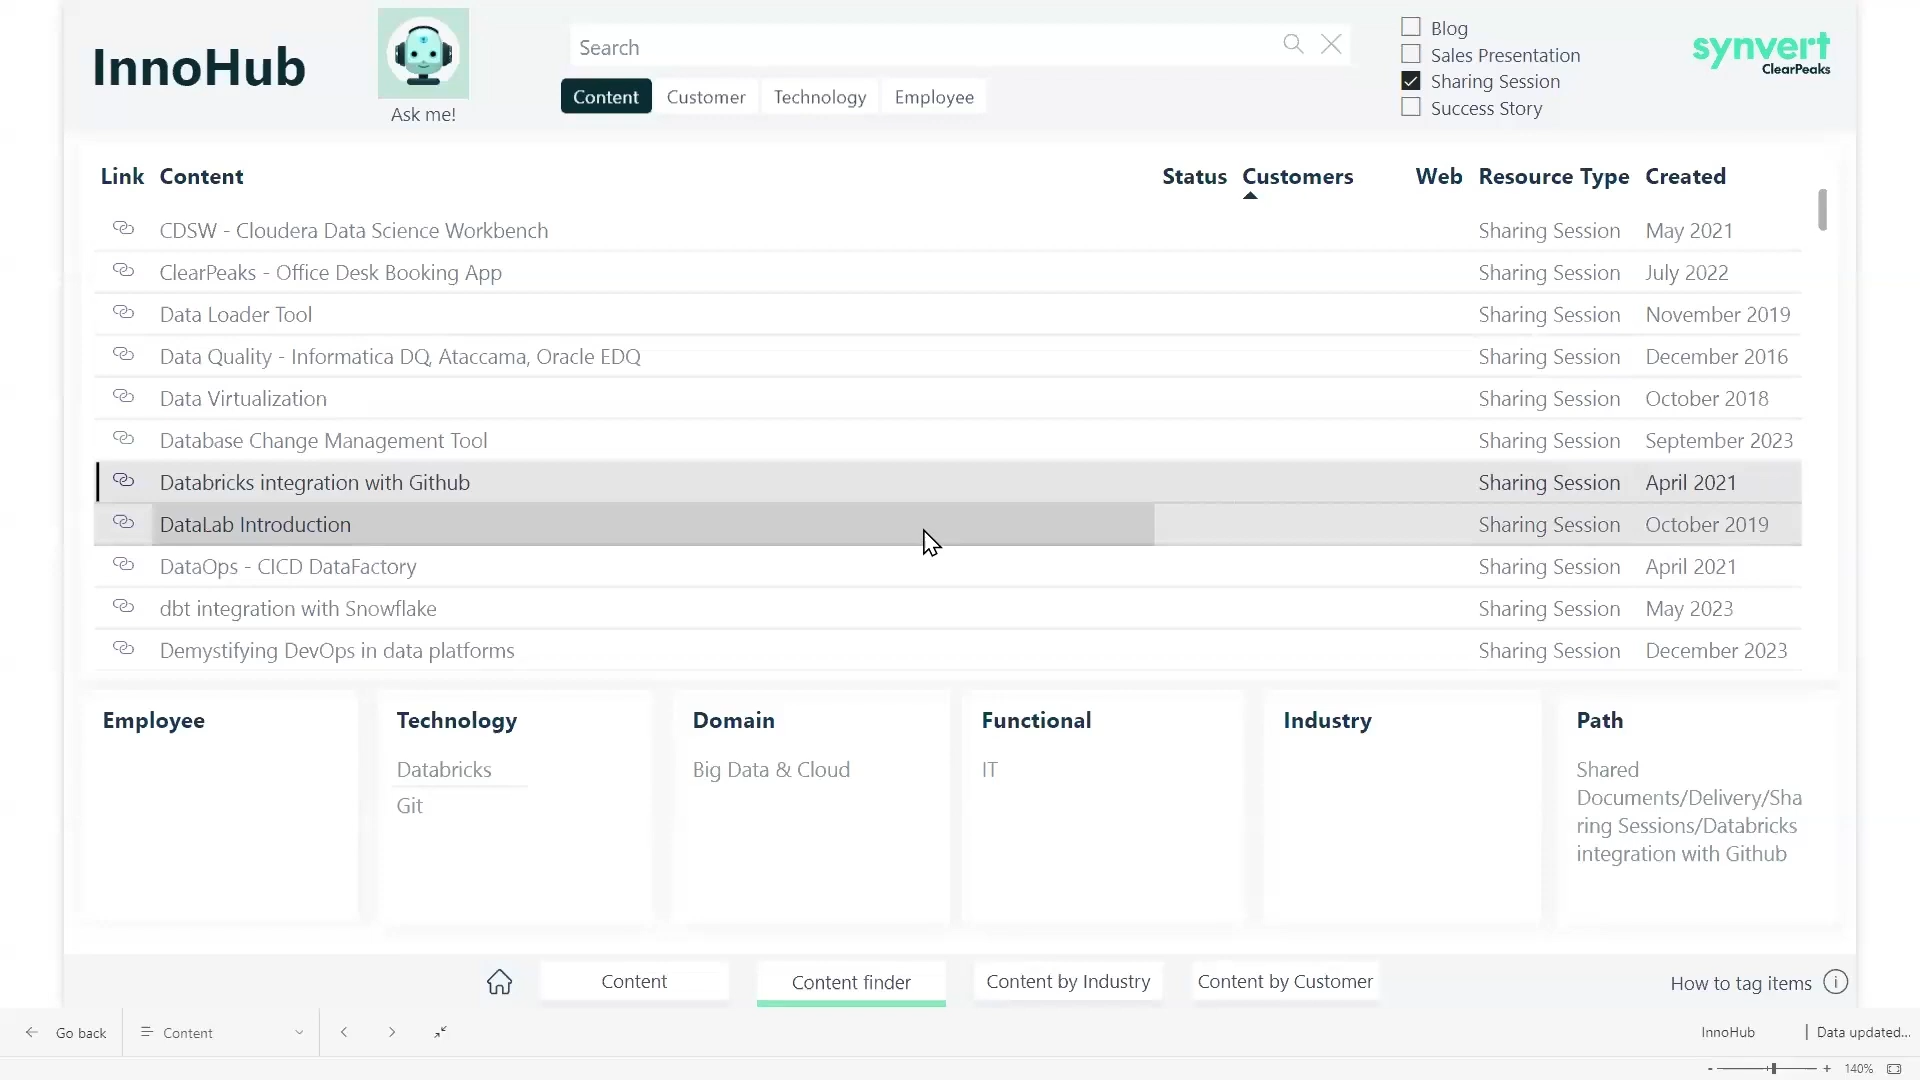 InnoHub
Ask me!
Search
Content Customer Technology Employee
Blog
Sales Presentation
Sharing Session
Success Story
synvert
ClearPeaks
Link Content Status Customers Web Resource Type Created
CDSW - Cloudera Data Science Workbench Sharing Session May 2021
ClearPeaks - Office Desk Booking App Sharing Session July 2022
Data Loader Tool Sharing Session November 2019
Data Quality - Informatica DQ, Ataccama, Oracle EDQ Sharing Session December 2016
Data Virtualization Sharing Session October 2018
Database Change Management Tool Sharing Session September 2023
Databricks integration with Github Sharing Session April 2021
DataLab Introduction Sharing Session October 2019
DataOps - CICD DataFactory Sharing Session April 2021
dbt integration with Snowflake Sharing Session May 2023
Demystifying DevOps in data platforms Sharing Session December 2023
Employee
Technology
Databricks
Git
Domain
Big Data & Cloud
Functional
IT
Industry
Path
Shared
Documents/Delivery/Sha
ring Sessions/Databricks
integration with Github
Content Content finder Content by Industry Content by Customer How to tag items
Go back Content InnoHub | Data updated...
- + 140%